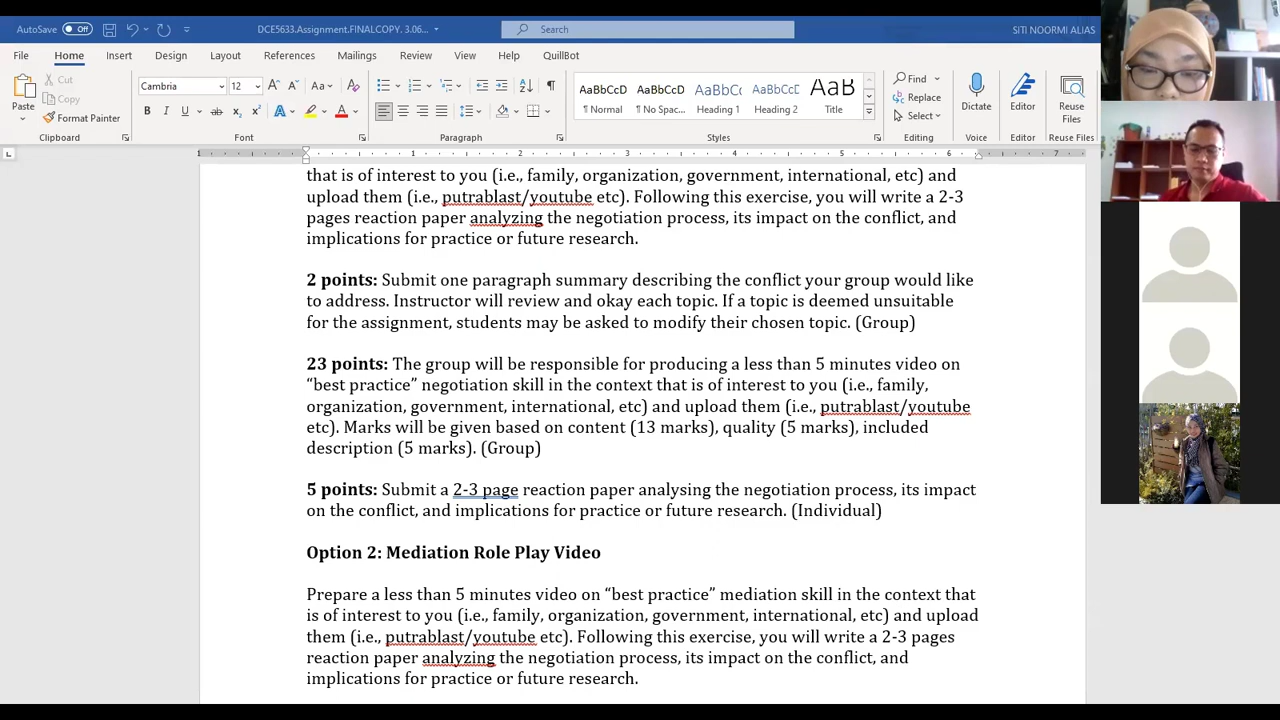 AutoSave Off DCE5633.Assignment.FINALCOPY. 3.06... Search SITI NOORMI ALIAS
File Home Insert Design Layout References Mailings Review View Help QuillBot
Paste
Cut
Copy
Format Painter
Clipboard
Cambria 12
Font
Paragraph
AaBbCcD AaBbCcD AaBbCc AaBbCcD AaB
¶ Normal ¶ No Spac... Heading 1 Heading 2 Title
Styles
Find
Replace
Select
Editing
Dictate
Voice
Editor
Editor
Reuse
Files
Reuse Files
1 1 2 3 4 5 6 7
that is of interest to you (i.e., family, organization, government, international, etc) and
upload them (i.e., putrablast/youtube etc). Following this exercise, you will write a 2-3
pages reaction paper analyzing the negotiation process, its impact on the conflict, and
implications for practice or future research.
2 points: Submit one paragraph summary describing the conflict your group would like
to address. Instructor will review and okay each topic. If a topic is deemed unsuitable
for the assignment, students may be asked to modify their chosen topic. (Group)
23 points: The group will be responsible for producing a less than 5 minutes video on
“best practice” negotiation skill in the context that is of interest to you (i.e., family,
organization, government, international, etc) and upload them (i.e., putrablast/youtube
etc). Marks will be given based on content (13 marks), quality (5 marks), included
description (5 marks). (Group)
5 points: Submit a 2-3 page reaction paper analysing the negotiation process, its impact
on the conflict, and implications for practice or future research. (Individual)
Option 2: Mediation Role Play Video
Prepare a less than 5 minutes video on “best practice” mediation skill in the context that
is of interest to you (i.e., family, organization, government, international, etc) and upload
them (i.e., putrablast/youtube etc). Following this exercise, you will write a 2-3 pages
reaction paper analyzing the negotiation process, its impact on the conflict, and
implications for practice or future research.